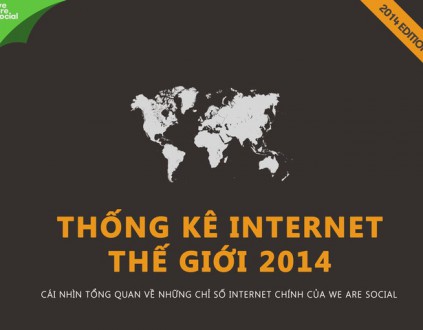 we
are
social
2014 EDITION
THỐNG KÊ INTERNET
THẾ GIỚI 2014
CÁI NHÌN TỔNG QUAN VỀ NHỮNG CHỈ SỐ INTERNET CHÍNH CỦA WE ARE SOCIAL